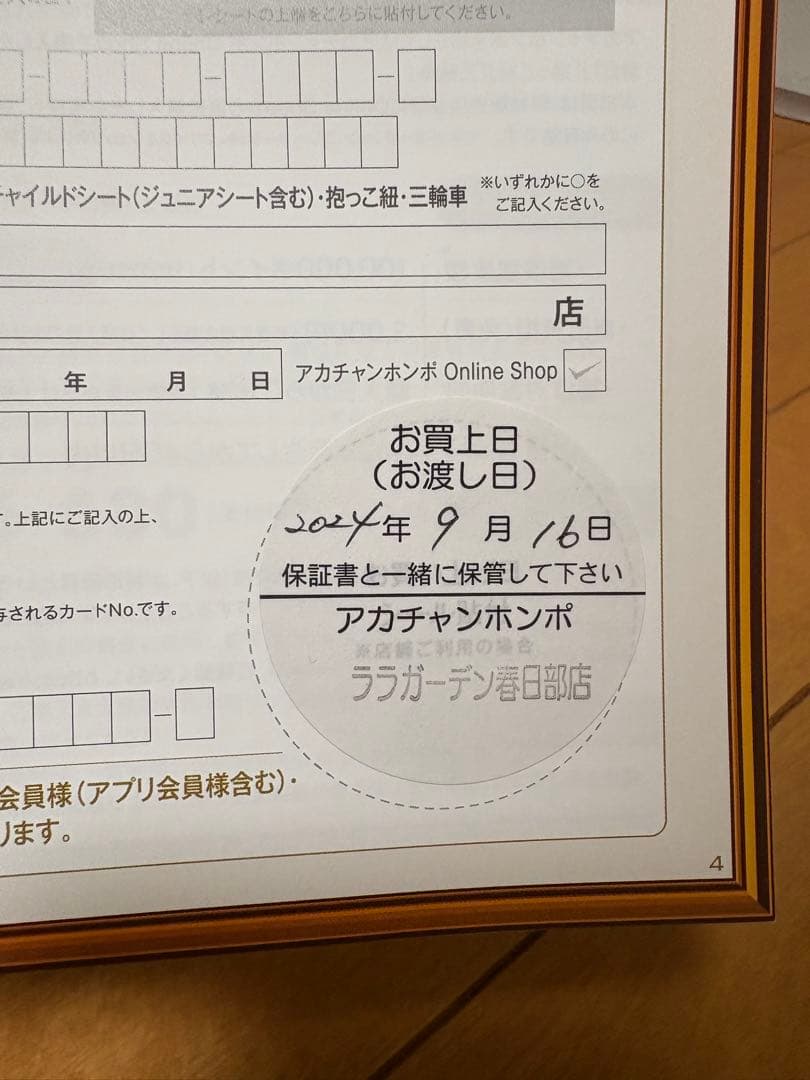 ンシートの上端をこちらに貼付してください。
チャイルドシート(ジュニアシート含む)・抱っこ紐・三輪車
※いずれかに○を
ご記入ください。
店
年 月 日
アカチャンホンポ Online Shop
お買上日
(お渡し日)
2024年 9月 16日
す。上記にご記入の上、
保証書と一緒に保管して下さい
与されるカードNo.です。
アカチャンホンポ
※店舗ご利用の場合
ララガーデン春日部店
会員様(アプリ会員様含む)・
ります。
4